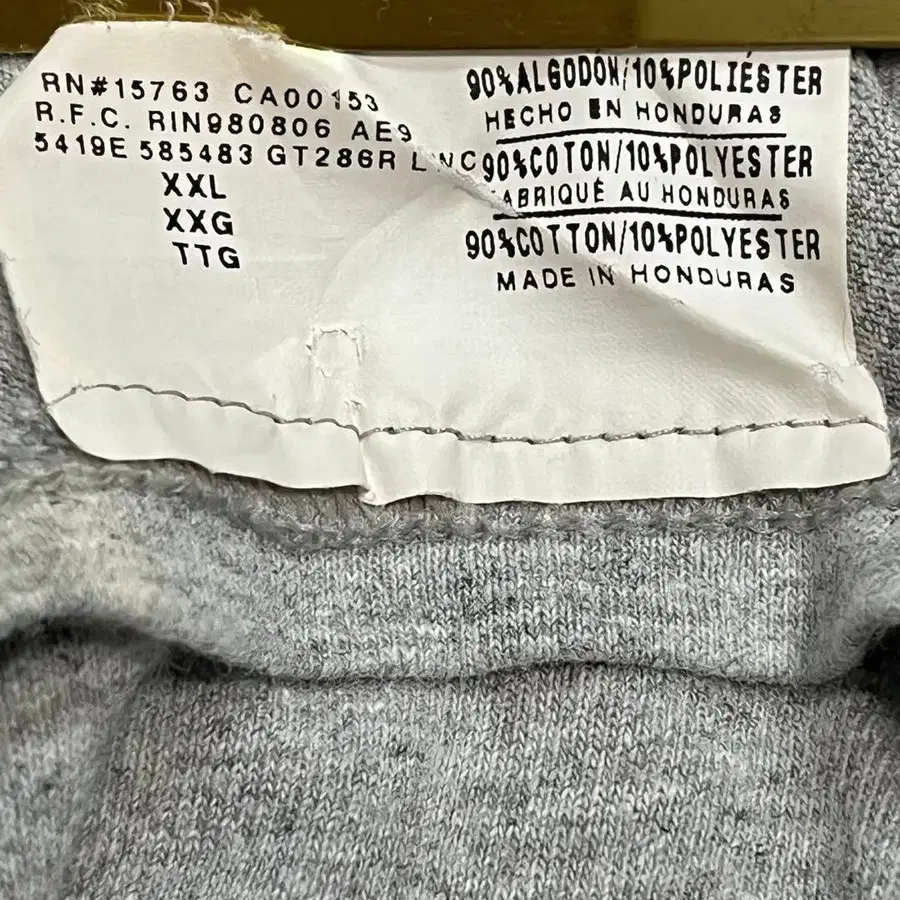 RN#15763 CA00153
R.F.C. RIN980806 AE9
5419E 585483 GT286R
XXL
XXG
TTG
90%ALGODON/10%POLIÉSTER
HECHO EN HONDURAS
90%COTON/10%POLYESTER
FABRIQUÉ AU HONDURAS
90%COTTON/10%POLYESTER
MADE IN HONDURAS